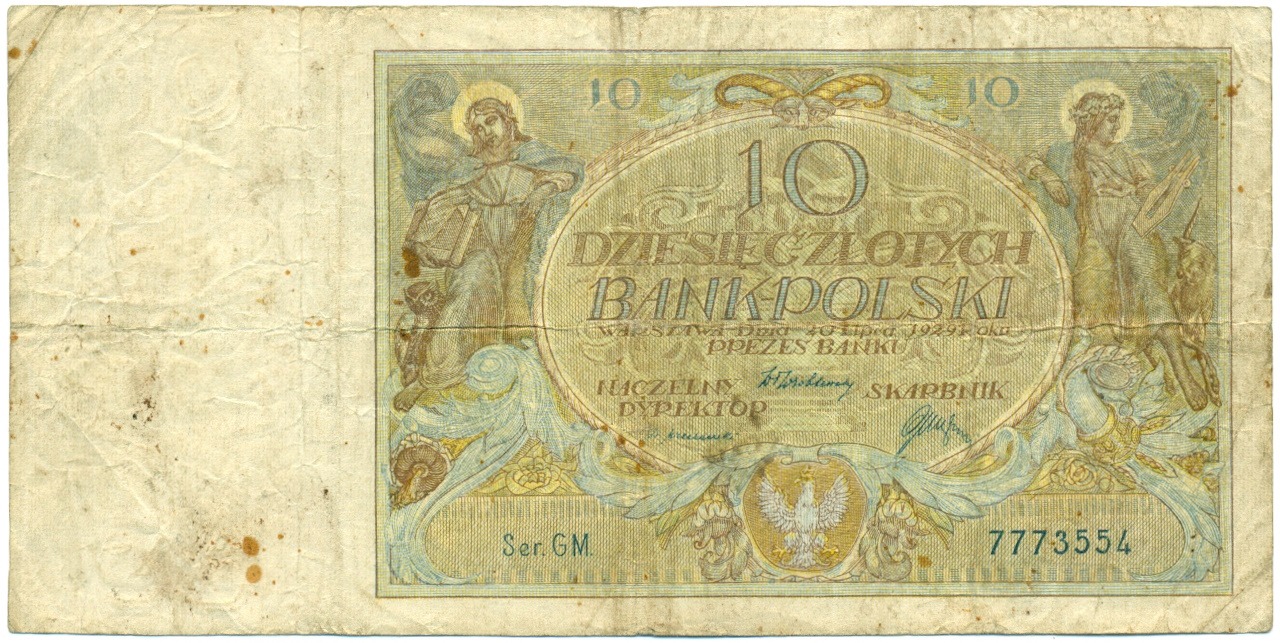 10 10
10
DZIESIĘĆ ZŁOTYCH
BANK POLSKI
WARSZAWA Dnia 20 Lipca 1929 Roku
PREZES BANKU
NACZELNY SKARBNIK
DYREKTOR
Ser. GM. 7773554